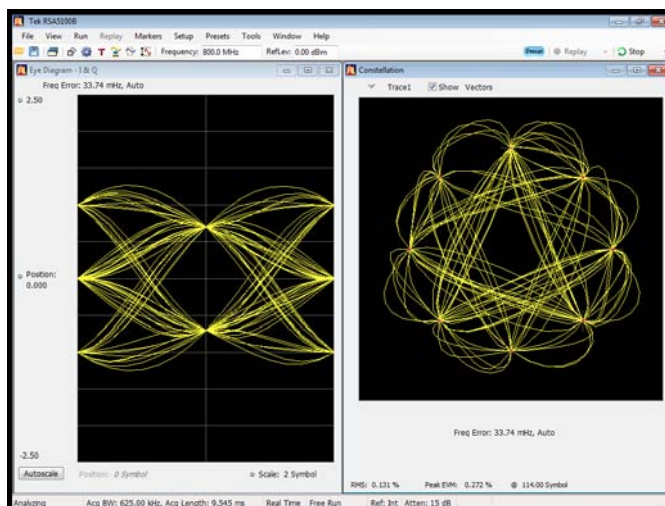 Tek RSA5100B
File View Run Replay Markers Setup Presets Tools Window Help
Frequency: 800.0 MHz RefLev: 0.00 dBm Preset Replay Stop
Eye Diagram - I & Q
Freq Error: 33.74 mHz, Auto
2.50
Position:
0.000
-2.50
Autoscale Position: 0 Symbol Scale: 2 Symbol
Constellation
Trace1 Show Vectors
Freq Error: 33.74 mHz, Auto
RMS: 0.131 % Peak EVM: 0.272 % @ 114.00 Symbol
Analyzing Acq BW: 625.00 kHz, Acq Length: 9.545 ms Real Time Free Run Ref: Int Atten: 15 dB